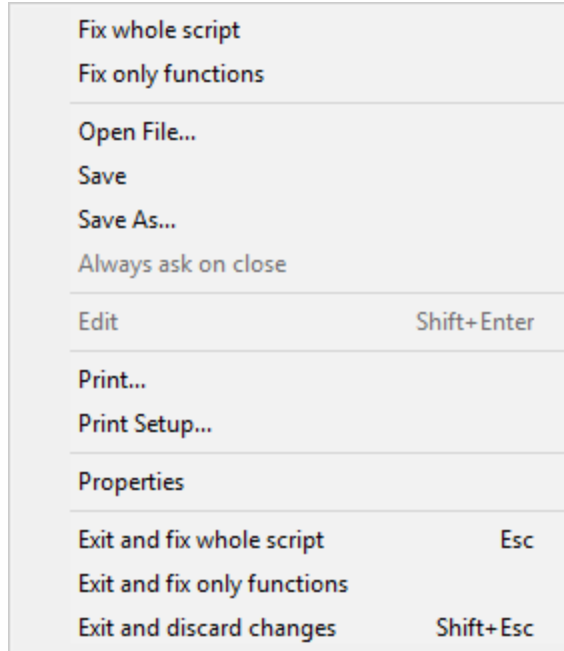 Fix whole script
Fix only functions
Open File...
Save
Save As...
Always ask on close
Edit Shift+Enter
Print...
Print Setup...
Properties
Exit and fix whole script Esc
Exit and fix only functions
Exit and discard changes Shift+Esc